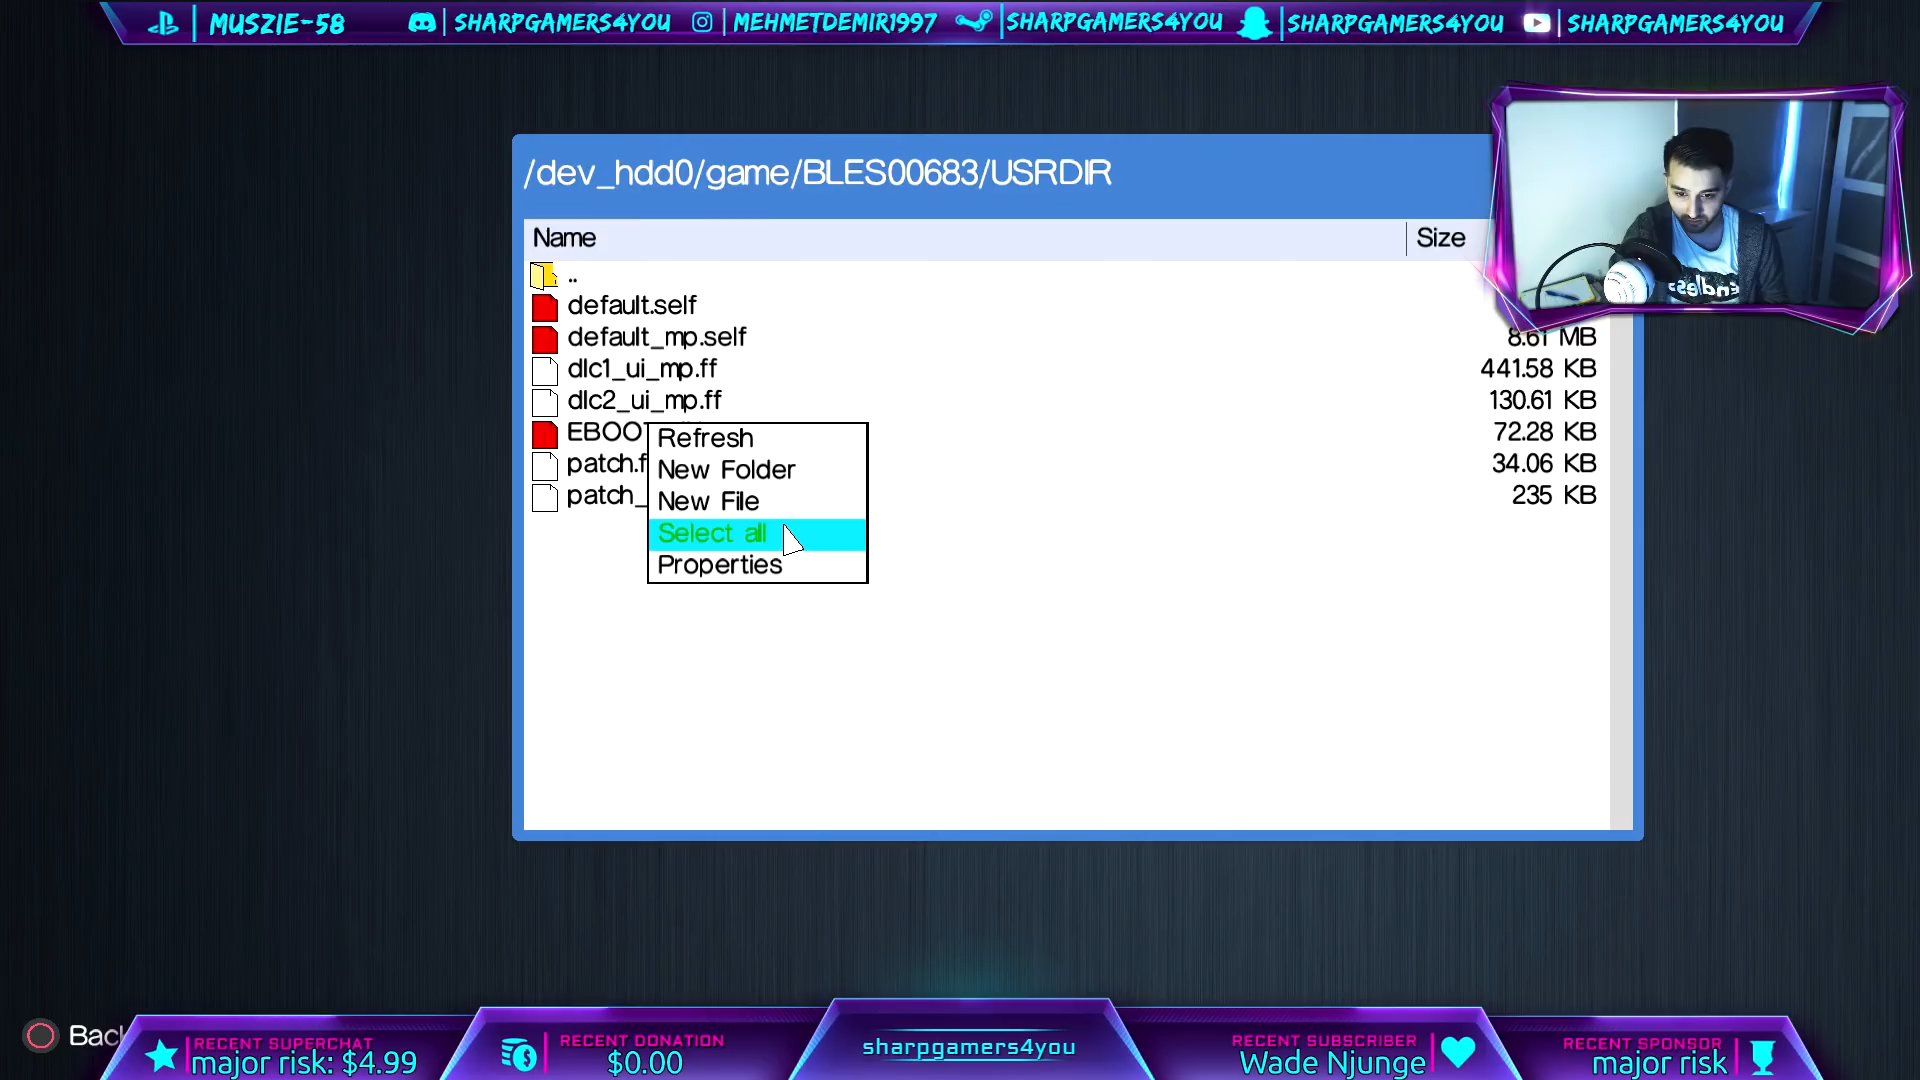 MUSZIE-58 SHARPGAMERS4YOU MEHMETDEMIR1997 SHARPGAMERS4YOU SHARPGAMERS4YOU SHARPGAMERS4YOU
/dev_hdd0/game/BLES00683/USRDIR
Name Size
..
default.self
default_mp.self 8.61 MB
dlc1_ui_mp.ff 441.58 KB
dlc2_ui_mp.ff 130.61 KB
EBOOT 72.28 KB
patch.f 34.06 KB
patch_ 235 KB
Refresh
New Folder
New File
Select all
Properties
Endless
Back
RECENT SUPERCHAT
major risk: $4.99
RECENT DONATION
$0.00
sharpgamers4you
RECENT SUBSCRIBER
Wade Njunge
RECENT SPONSOR
major risk